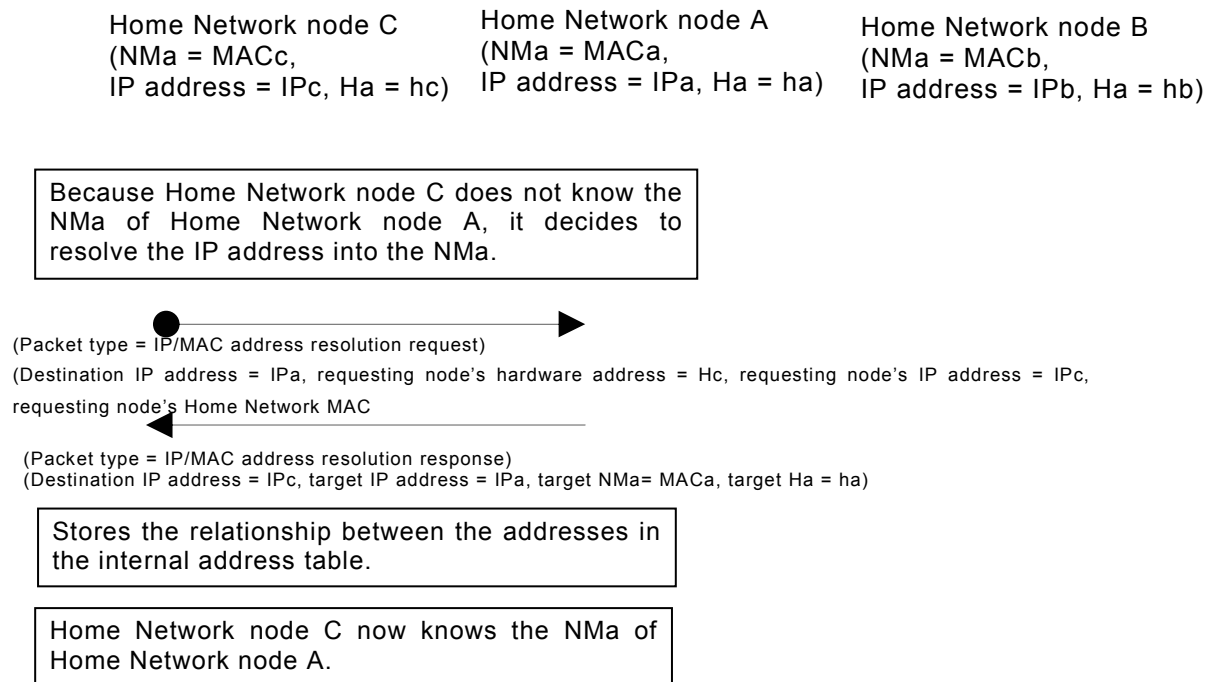 Home Network node C
(NMa = MACc,
IP address = IPc, Ha = hc)
Home Network node A
(NMa = MACa,
IP address = IPa, Ha = ha)
Home Network node B
(NMa = MACb,
IP address = IPb, Ha = hb)
Because Home Network node C does not know the
NMa of Home Network node A, it decides to
resolve the IP address into the NMa.
(Packet type = IP/MAC address resolution request)
(Destination IP address = IPa, requesting node's hardware address = Hc, requesting node's IP address = IPc,
requesting node's Home Network MAC
(Packet type = IP/MAC address resolution response)
(Destination IP address = IPc, target IP address = IPa, target NMa= MACa, target Ha = ha)
Stores the relationship between the addresses in
the internal address table.
Home Network node C now knows the NMa of
Home Network node A.